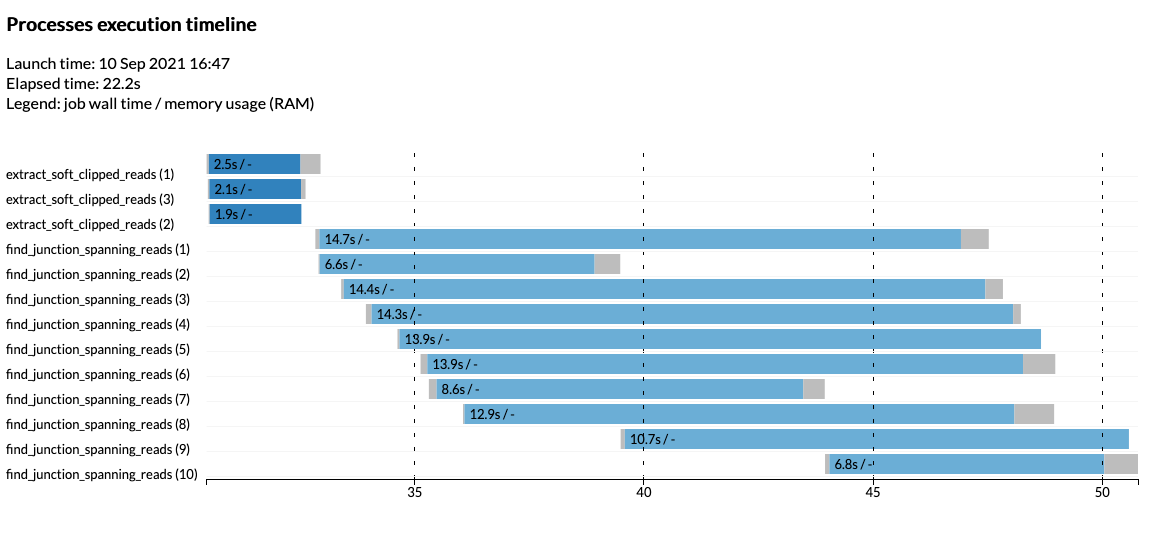 Processes execution timeline
Launch time: 10 Sep 2021 16:47
Elapsed time: 22.2s
Legend: job wall time / memory usage (RAM)
2.5s / -
extract_soft_clipped_reads (1)
2.1s / -
extract_soft_clipped_reads (3)
1.9s / -
extract_soft_clipped_reads (2)
14.7s / -
find_junction_spanning_reads (1)
6.6s / -
find_junction_spanning_reads (2)
14.4s / -
find_junction_spanning_reads (3)
14.3s / -
find_junction_spanning_reads (4)
13.9s / -
find_junction_spanning_reads (5)
13.9s / -
find_junction_spanning_reads (6)
8.6s / -
find_junction_spanning_reads (7)
12.9s / -
find_junction_spanning_reads (8)
10.7s / -
find_junction_spanning_reads (9)
6.8s / -
find_junction_spanning_reads (10)
35 40 45 50